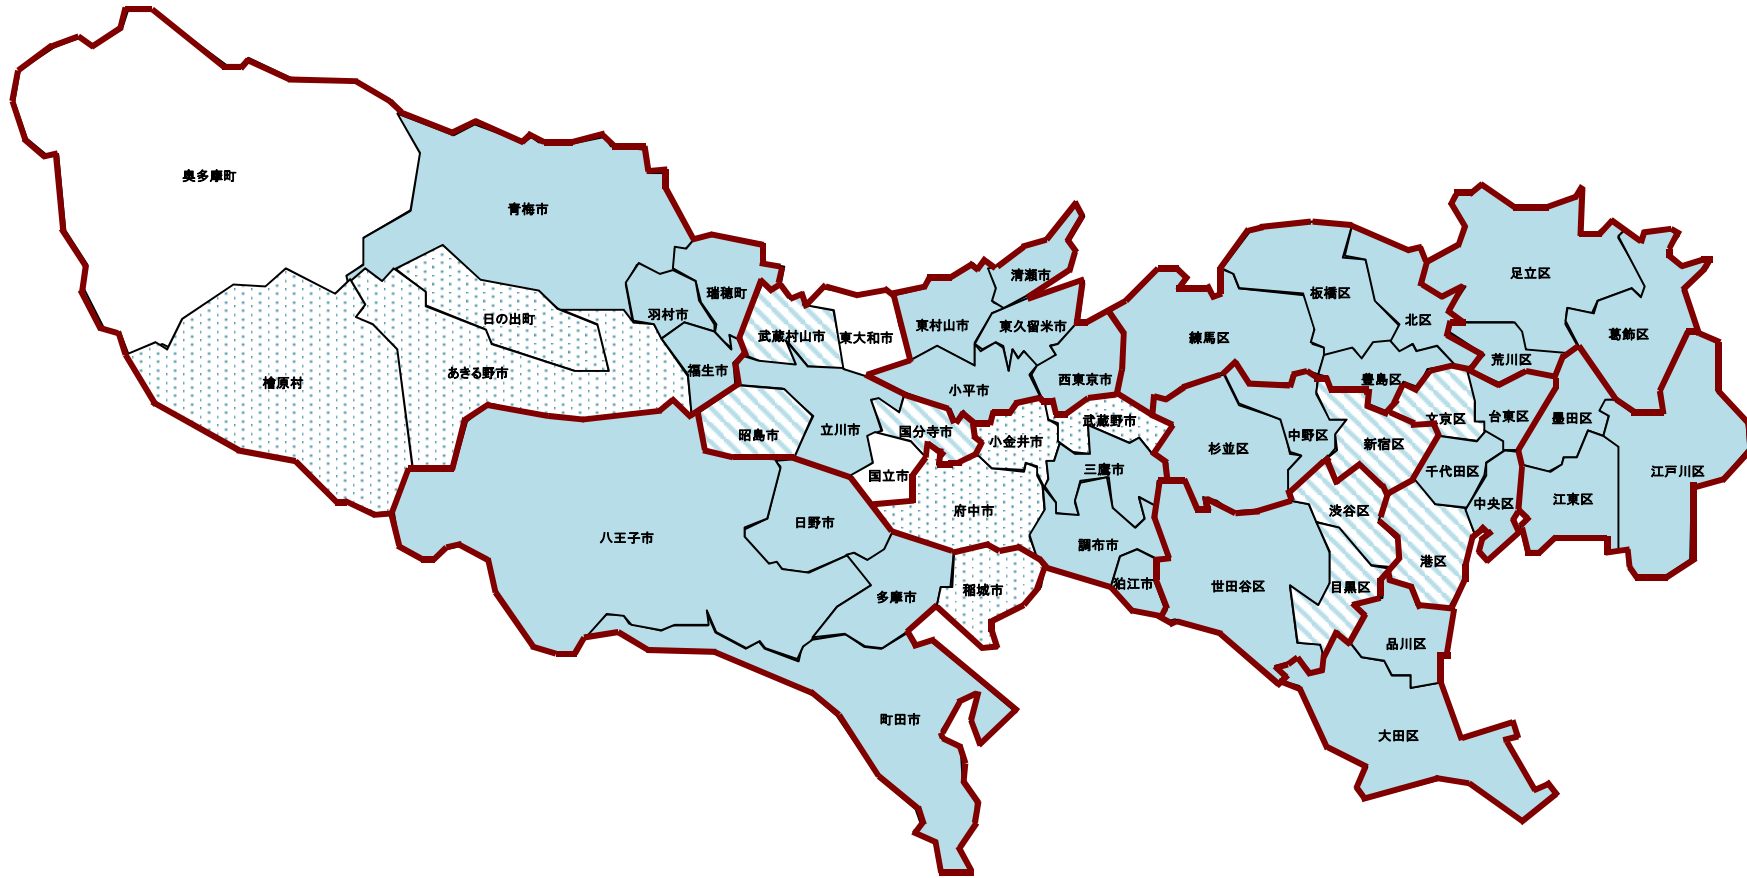 奥多摩町
青梅市
日の出町
檜原村
あきる野市
羽村市
瑞穂町
福生市
武蔵村山市
東大和市
東村山市
清瀬市
東久留米市
西東京市
小平市
昭島市
立川市
国分寺市
国立市
小金井市
武蔵野市
三鷹市
府中市
調布市
狛江市
八王子市
日野市
多摩市
稲城市
町田市
練馬区
板橋区
北区
足立区
葛飾区
荒川区
豊島区
文京区
台東区
墨田区
江戸川区
杉並区
中野区
新宿区
千代田区
中央区
江東区
渋谷区
港区
世田谷区
目黒区
品川区
大田区